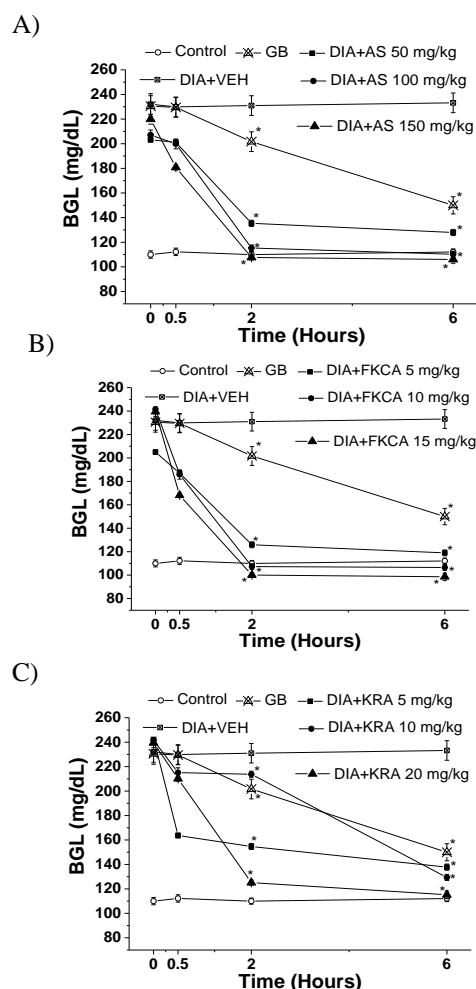 A)
Control GB DIA+AS 50 mg/kg
DIA+VEH DIA+AS 100 mg/kg
DIA+AS 150 mg/kg
BGL (mg/dL)
260
240
220
200
180
160
140
120
100
80
* * * * * * * *
0 0.5 2 6
Time (Hours)
B)
Control GB DIA+FKCA 5 mg/kg
DIA+VEH DIA+FKCA 10 mg/kg
DIA+FKCA 15 mg/kg
BGL (mg/dL)
260
240
220
200
180
160
140
120
100
80
* * * * * * * *
0 0.5 2 6
Time (Hours)
C)
Control GB DIA+KRA 5 mg/kg
DIA+VEH DIA+KRA 10 mg/kg
DIA+KRA 20 mg/kg
BGL (mg/dL)
260
240
220
200
180
160
140
120
100
80
* * * * * * * *
0 0.5 2 6
Time (Hours)